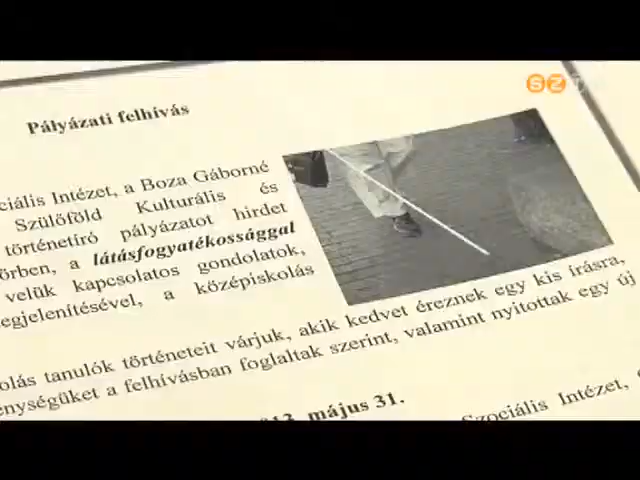 SZ
Pályázati felhívás
ciális Intézet, a Boza Gáborné
Szülőföld Kulturális és
történetíró pályázatot hirdet
körben, a látásfogyatékossággal
velük kapcsolatos gondolatok,
egjelenítésével, a középiskolás
olás tanulók történeteit várjuk, akik kedvet éreznek egy kis írásra,
enységüket a felhívásban foglaltak szerint, valamint nyitottak egy új
május 31.
Szociális Intézet,